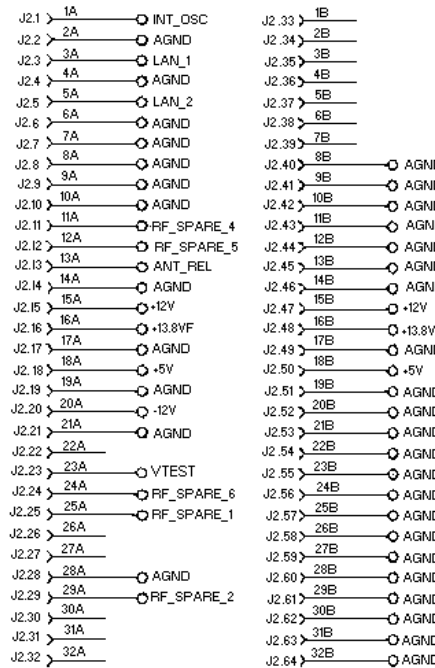 J2.1 1A INT_OSC
J2.2 2A AGND
J2.3 3A LAN_1
J2.4 4A AGND
J2.5 5A LAN_2
J2.6 6A AGND
J2.7 7A AGND
J2.8 8A AGND
J2.9 9A AGND
J2.10 10A AGND
J2.11 11A RF_SPARE_4
J2.12 12A RF_SPARE_5
J2.13 13A ANT_REL
J2.14 14A AGND
J2.15 15A +12V
J2.16 16A +13.8VF
J2.17 17A AGND
J2.18 18A +5V
J2.19 19A AGND
J2.20 20A -12V
J2.21 21A AGND
J2.22 22A
J2.23 23A VTEST
J2.24 24A RF_SPARE_6
J2.25 25A RF_SPARE_1
J2.26 26A
J2.27 27A
J2.28 28A AGND
J2.29 29A RF_SPARE_2
J2.30 30A
J2.31 31A
J2.32 32A
J2.33 1B
J2.34 2B
J2.35 3B
J2.36 4B
J2.37 5B
J2.38 6B
J2.39 7B
J2.40 8B AGND
J2.41 9B AGND
J2.42 10B AGND
J2.43 11B AGND
J2.44 12B AGND
J2.45 13B AGND
J2.46 14B AGND
J2.47 15B +12V
J2.48 16B +13.8V
J2.49 17B AGND
J2.50 18B +5V
J2.51 19B AGND
J2.52 20B AGND
J2.53 21B AGND
J2.54 22B AGND
J2.55 23B AGND
J2.56 24B AGND
J2.57 25B AGND
J2.58 26B AGND
J2.59 27B AGND
J2.60 28B AGND
J2.61 29B AGND
J2.62 30B AGND
J2.63 31B AGND
J2.64 32B AGND